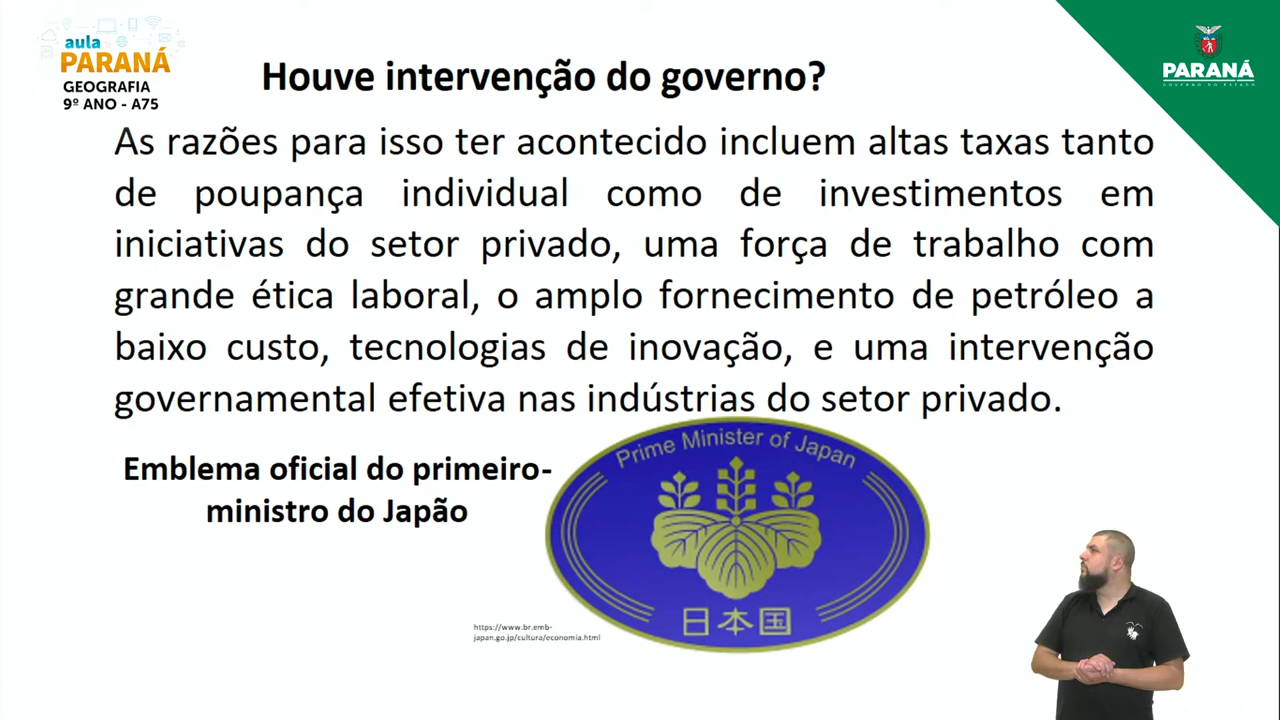 aula
PARANÁ
GEOGRAFIA
9º ANO - A75
Houve intervenção do governo?
PARANÁ
GOVERNO DO ESTADO
As razões para isso ter acontecido incluem altas taxas tanto
de poupança individual como de investimentos em
iniciativas do setor privado, uma força de trabalho com
grande ética laboral, o amplo fornecimento de petróleo a
baixo custo, tecnologias de inovação, e uma intervenção
governamental efetiva nas indústrias do setor privado.
Emblema oficial do primeiro-
ministro do Japão
Prime Minister of Japan
日本国
https://www.br.emb-
japan.go.jp/cultura/economia.html